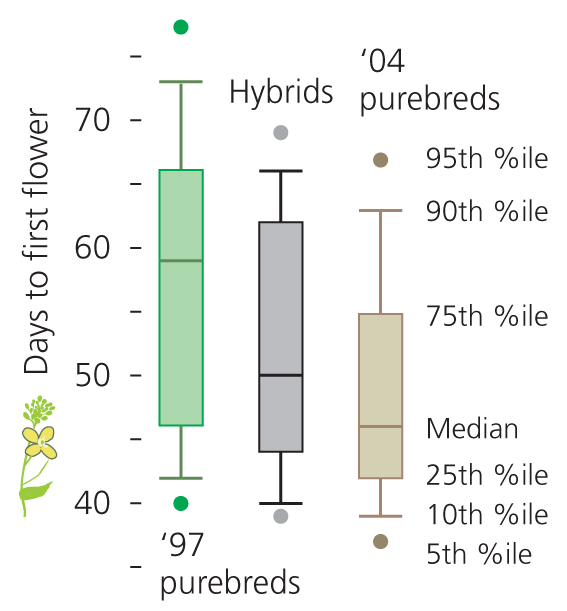 ‘04
purebreds
Hybrids
Days to first flower
70
60
50
40
95th %ile
90th %ile
75th %ile
Median
25th %ile
10th %ile
5th %ile
‘97
purebreds